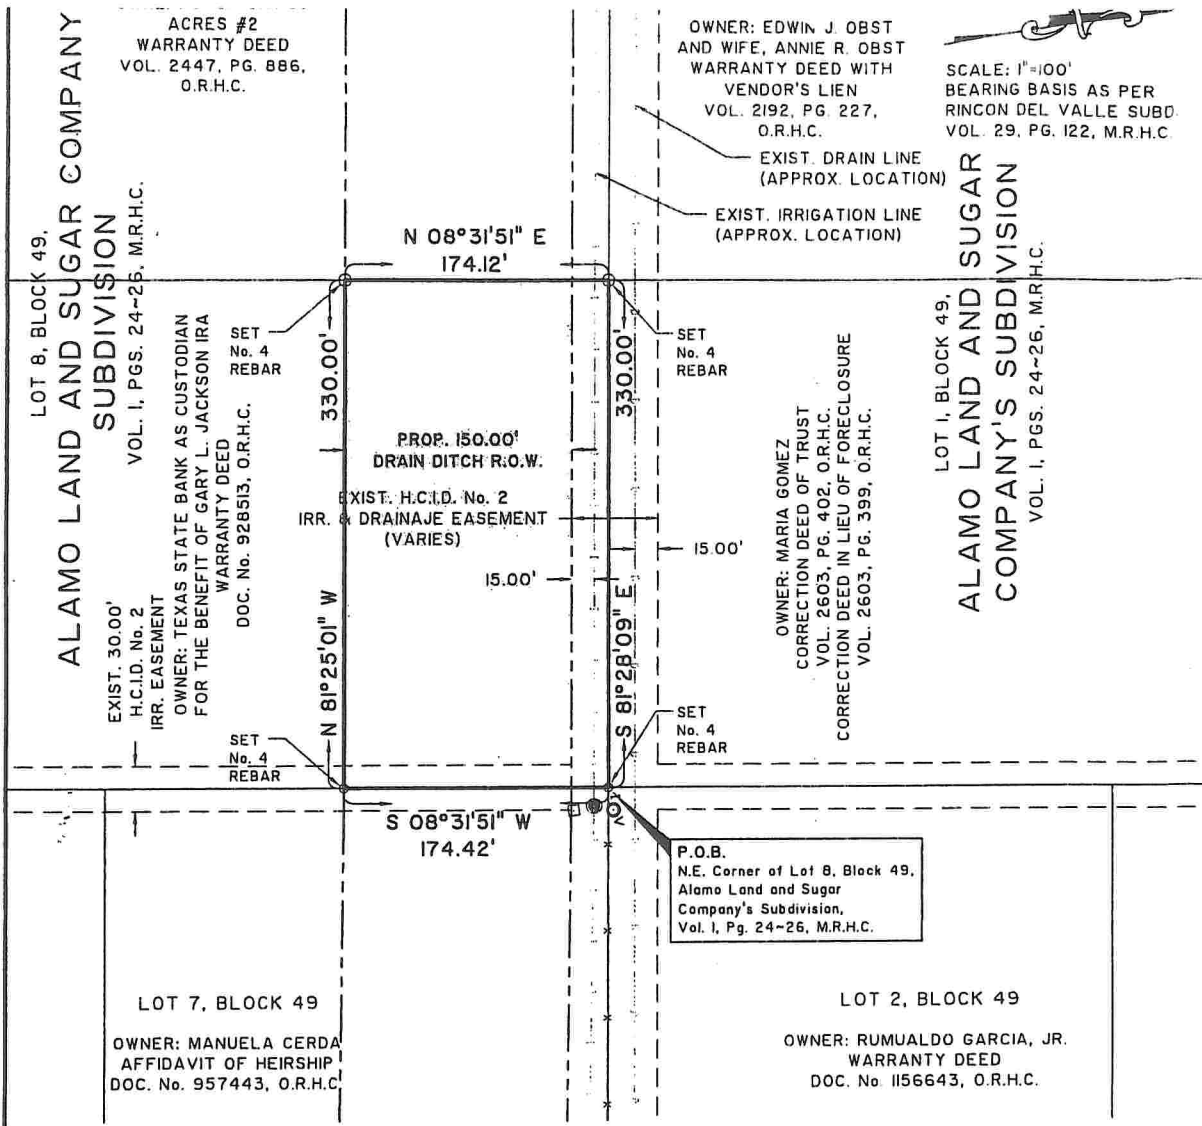 ACRES #2
WARRANTY DEED
VOL. 2447, PG. 886,
O.R.H.C.
OWNER: EDWIN J. OBST
AND WIFE, ANNIE R. OBST
WARRANTY DEED WITH
VENDOR'S LIEN
VOL. 2192, PG. 227,
O.R.H.C.
SCALE: 1"=100'
BEARING BASIS AS PER
RINCON DEL VALLE SUBD.
VOL. 29, PG. 122, M.R.H.C.
EXIST. DRAIN LINE
(APPROX. LOCATION)
EXIST. IRRIGATION LINE
(APPROX. LOCATION)
LOT 8, BLOCK 49,
ALAMO LAND AND SUGAR COMPANY
SUBDIVISION
VOL. 1, PGS. 24~26, M.R.H.C.
N 08°31'51" E
174.12'
SET
No. 4
REBAR
330.00'
330.00'
SET
No. 4
REBAR
LOT 1, BLOCK 49,
ALAMO LAND AND SUGAR
COMPANY'S SUBDIVISION
VOL. 1, PGS. 24~26, M.R.H.C.
OWNER: TEXAS STATE BANK AS CUSTODIAN
FOR THE BENEFIT OF GARY L. JACKSON IRA
WARRANTY DEED
DOC. No. 928513, O.R.H.C.
PROP. 150.00'
DRAIN DITCH R.O.W.
EXIST. H.C.I.D. No. 2
IRR. & DRAINAJE EASEMENT
(VARIES)
15.00'
15.00'
OWNER: MARIA GOMEZ
CORRECTION DEED OF TRUST
VOL. 2603, PG. 402, O.R.H.C.
CORRECTION DEED IN LIEU OF FORECLOSURE
VOL. 2603, PG. 399, O.R.H.C.
EXIST. 30.00'
H.C.I.D. No. 2
IRR. EASEMENT
N 81°25'01" W
S 81°28'09" E
SET
No. 4
REBAR
SET
No. 4
REBAR
S 08°31'51" W
174.42'
P.O.B.
N.E. Corner of Lot 8, Block 49,
Alamo Land and Sugar
Company's Subdivision,
Vol. 1, Pg. 24~26, M.R.H.C.
LOT 7, BLOCK 49
OWNER: MANUELA CERDA
AFFIDAVIT OF HEIRSHIP
DOC. No. 957443, O.R.H.C.
LOT 2, BLOCK 49
OWNER: RUMUALDO GARCIA, JR.
WARRANTY DEED
DOC. No. 1156643, O.R.H.C.